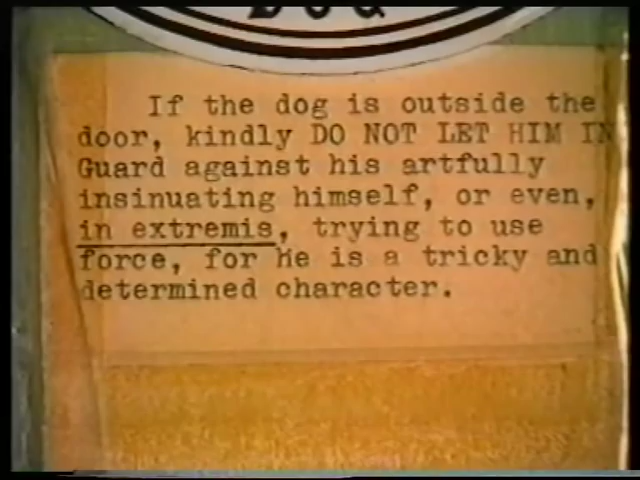 DOG
If the dog is outside the
door, kindly DO NOT LET HIM IN
Guard against his artfully
insinuating himself, or even,
in extremis, trying to use
force, for He is a tricky and
determined character.